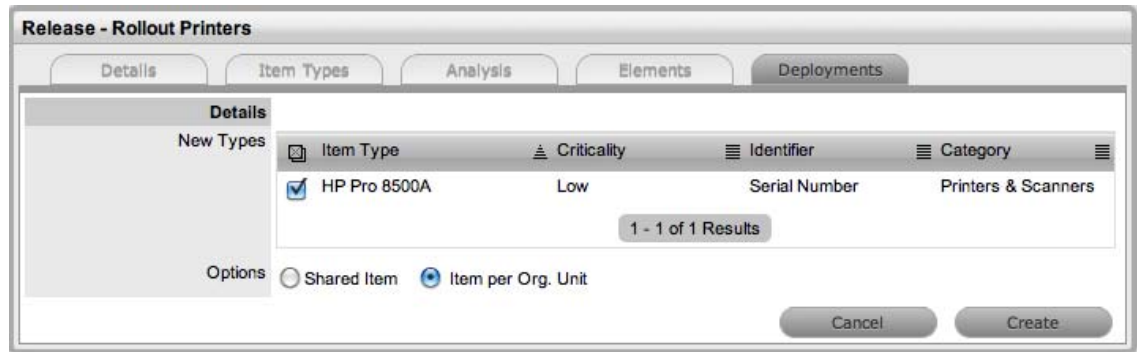 Release - Rollout Printers
Details Item Types Analysis Elements Deployments
Details
New Types
Item Type Criticality Identifier Category
HP Pro 8500A Low Serial Number Printers & Scanners
1 - 1 of 1 Results
Options Shared Item Item per Org. Unit
Cancel Create